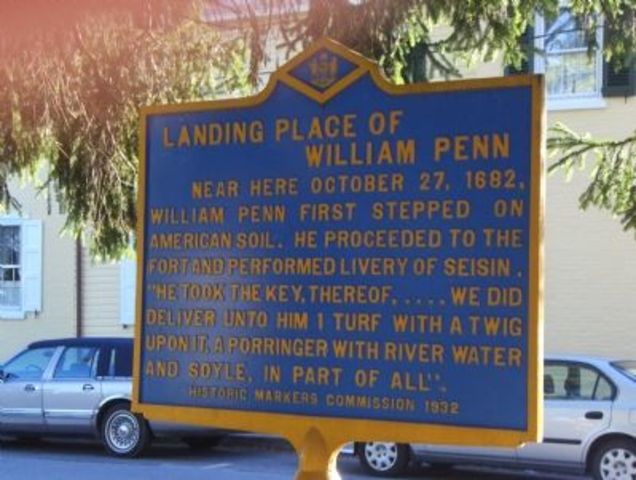 LANDING PLACE OF
WILLIAM PENN
NEAR HERE OCTOBER 27, 1682,
WILLIAM PENN FIRST STEPPED ON
AMERICAN SOIL. HE PROCEEDED TO THE
FORT AND PERFORMED LIVERY OF SEISIN.
"HE TOOK THE KEY, THEREOF, . . . . . WE DID
DELIVER UNTO HIM 1 TURF WITH A TWIG
UPON IT, A PORRINGER WITH RIVER WATER
AND SOYLE, IN PART OF ALL".
HISTORIC MARKERS COMMISSION 1932